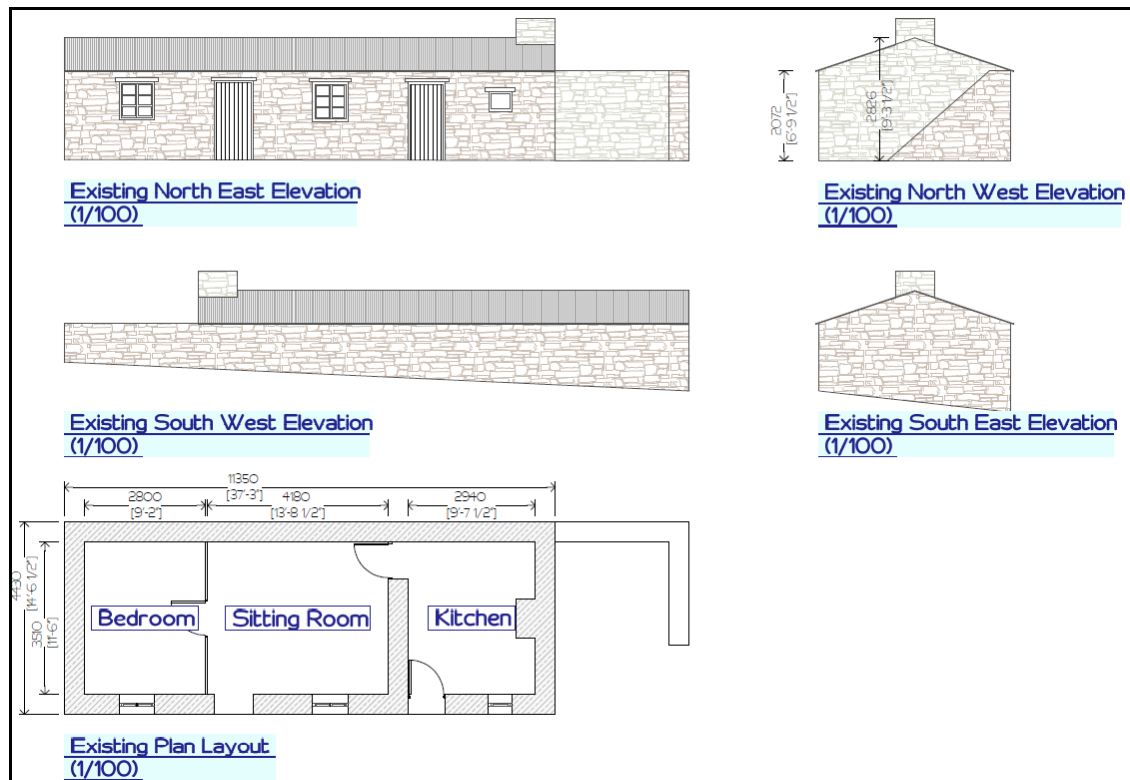 2072
[6'-9 1/2"]
2826
[9'-3 1/2"]
Existing North East Elevation
(1/100)
Existing North West Elevation
(1/100)
Existing South West Elevation
(1/100)
Existing South East Elevation
(1/100)
11350
[37'-3"]
2800
[9'-2"]
4180
[13'-8 1/2"]
2940
[9'-7 1/2"]
4430
[14'-6 1/2"]
3510
[11'-6"]
Bedroom
Sitting Room
Kitchen
Existing Plan Layout
(1/100)